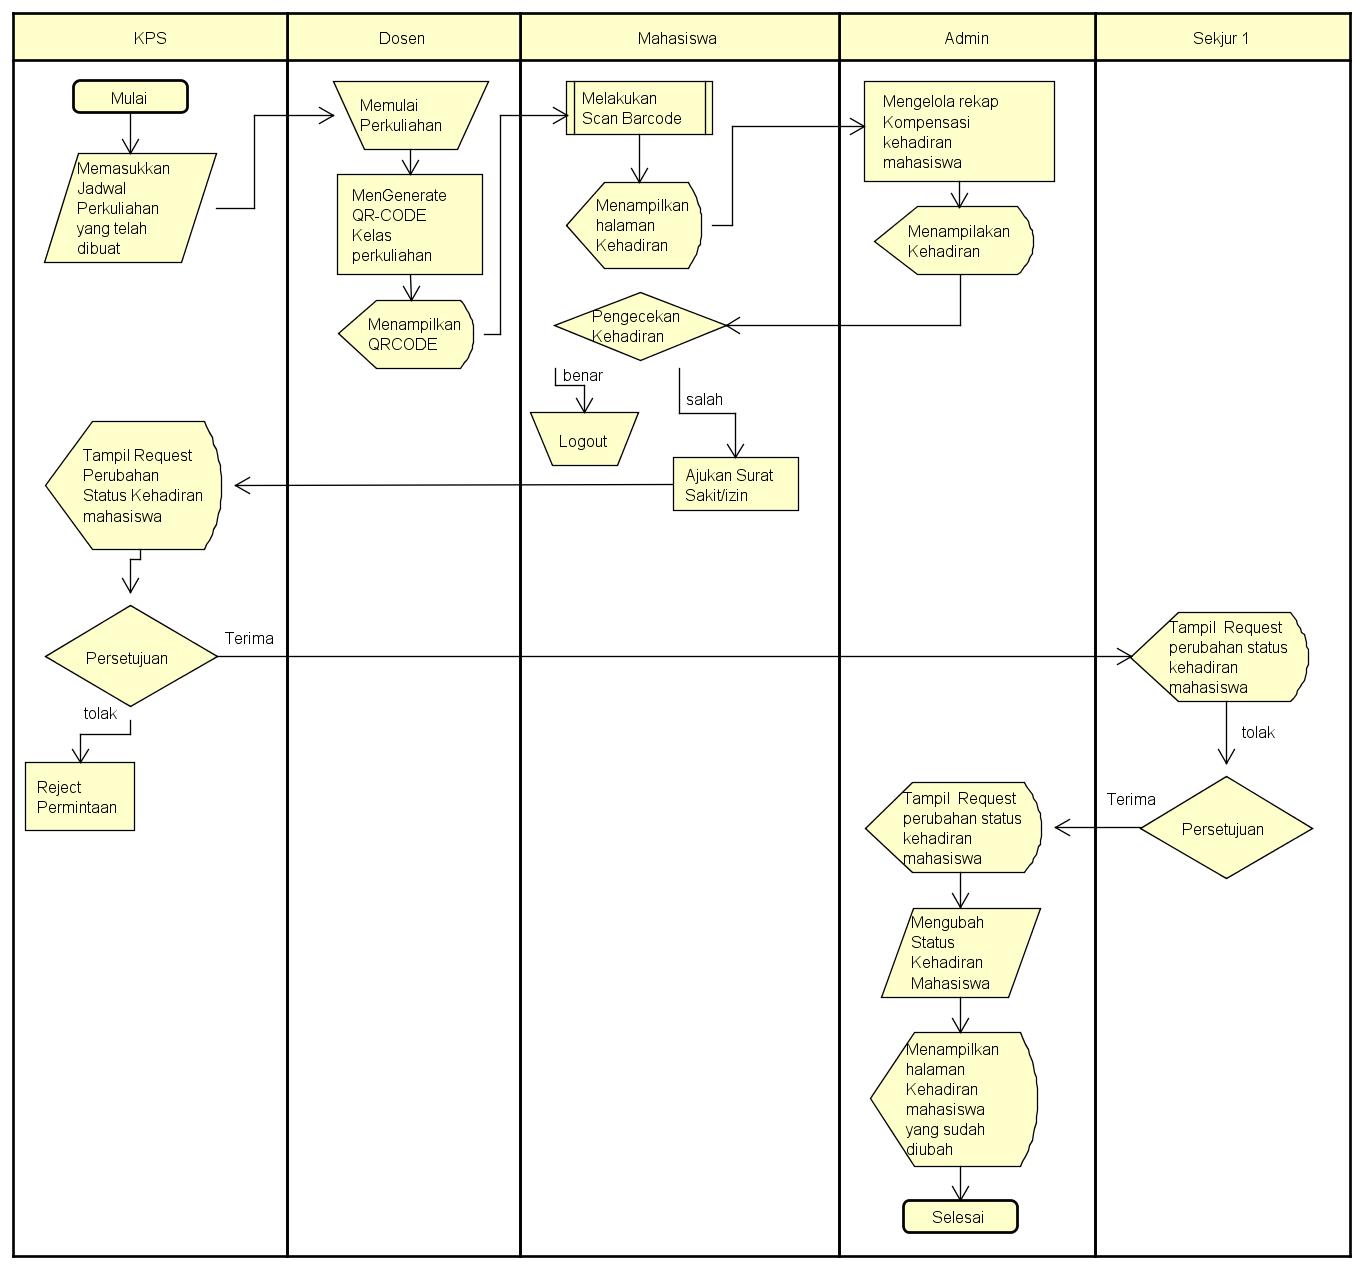 KPS
Dosen
Mahasiswa
Admin
Sekjur 1
Mulai
Memasukkan
Jadwal
Perkuliahan
yang telah
dibuat
Memulai
Perkuliahan
MenGenerate
QR-CODE
Kelas
perkuliahan
Menampilkan
QRCODE
Melakukan
Scan Barcode
Menampilkan
halaman
Kehadiran
Mengelola rekap
Kompensasi
kehadiran
mahasiswa
Menampilakan
Kehadiran
Pengecekan
Kehadiran
benar
salah
Logout
Ajukan Surat
Sakit/izin
Tampil Request
Perubahan
Status Kehadiran
mahasiswa
Persetujuan
Terima
tolak
Reject
Permintaan
Tampil  Request
perubahan status
kehadiran
mahasiswa
tolak
Persetujuan
Terima
Tampil  Request
perubahan status
kehadiran
mahasiswa
Mengubah
Status
Kehadiran
Mahasiswa
Menampilkan
halaman
Kehadiran
mahasiswa
yang sudah
diubah
Selesai